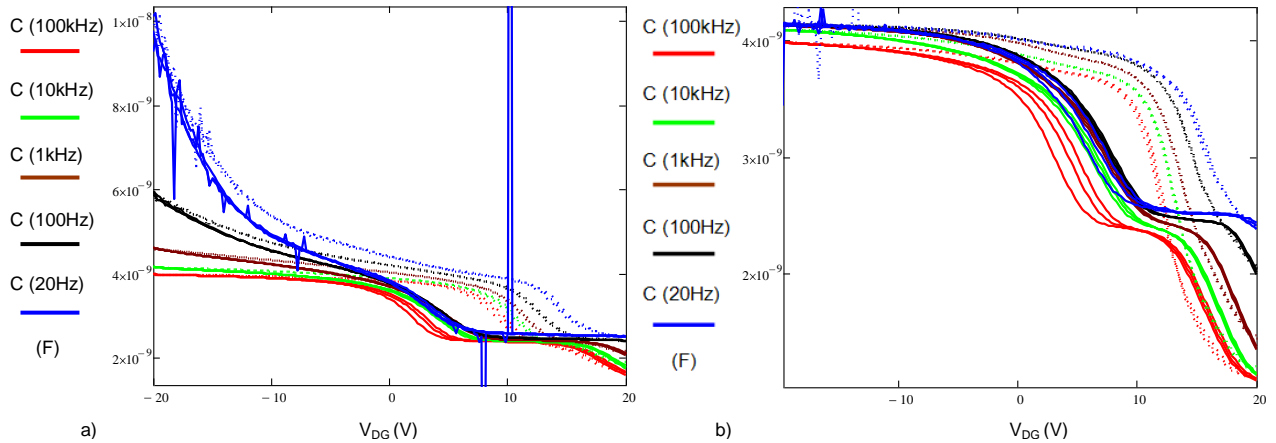 C (100kHz)
C (10kHz)
C (1kHz)
C (100Hz)
C (20Hz)
(F)
1×10⁻⁸
8×10⁻⁹
6×10⁻⁹
4×10⁻⁹
2×10⁻⁹
−20
−10
0
10
20
a)
V_DG (V)
C (100kHz)
C (10kHz)
C (1kHz)
C (100Hz)
C (20Hz)
(F)
4×10⁻⁹
3×10⁻⁹
2×10⁻⁹
−10
0
10
20
b)
V_DG (V)